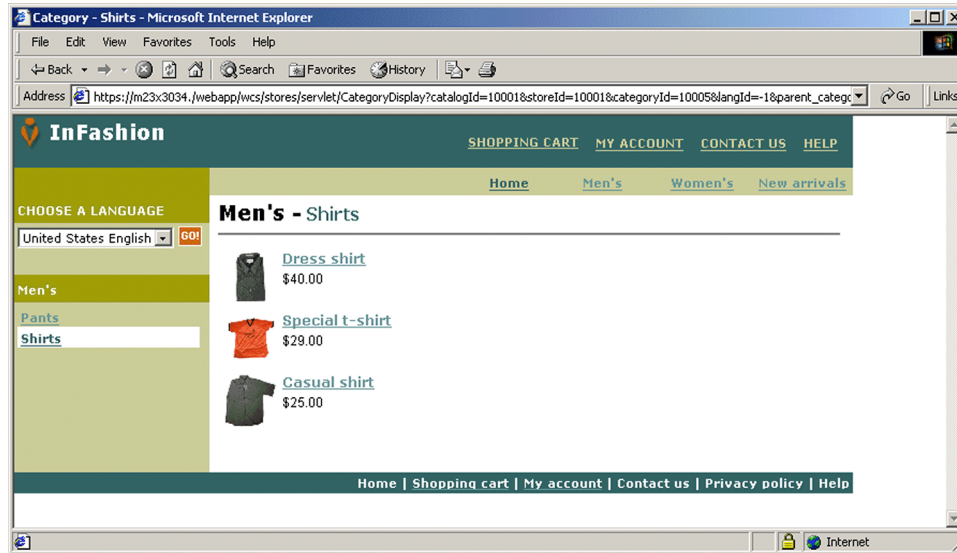 Category - Shirts - Microsoft Internet Explorer
File Edit View Favorites Tools Help
Back Search Favorites History
Address https://m23x3034./webapp/wcs/stores/servlet/CategoryDisplay?catalogId=10001&storeId=10001&categoryId=10005&langId=-1&parent_catego Go Links
InFashion
SHOPPING CART MY ACCOUNT CONTACT US HELP
Home Men's Women's New arrivals
CHOOSE A LANGUAGE
United States English GO!
Men's
Pants
Shirts
Men's - Shirts
Dress shirt
$40.00
Special t-shirt
$29.00
Casual shirt
$25.00
Home | Shopping cart | My account | Contact us | Privacy policy | Help
Internet